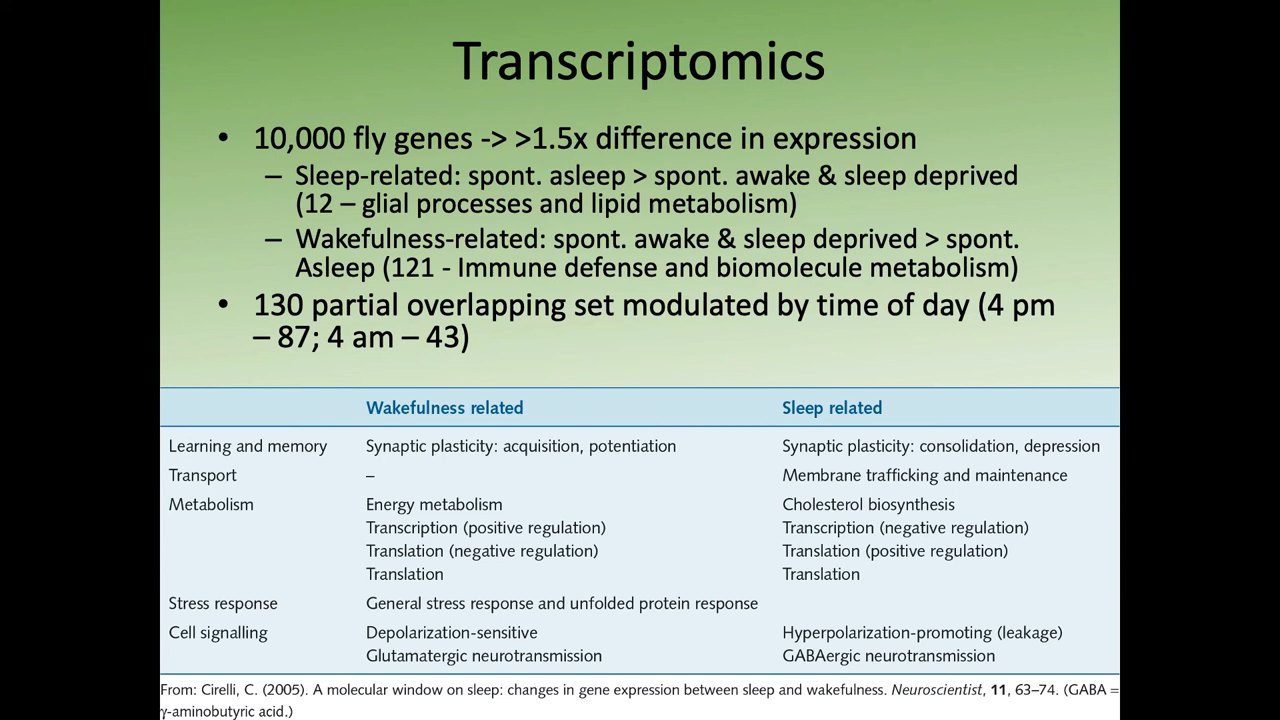 Transcriptomics
• 10,000 fly genes -> >1.5x difference in expression
– Sleep-related: spont. asleep > spont. awake & sleep deprived
(12 – glial processes and lipid metabolism)
– Wakefulness-related: spont. awake & sleep deprived > spont.
Asleep (121 - Immune defense and biomolecule metabolism)
• 130 partial overlapping set modulated by time of day (4 pm
– 87; 4 am – 43)
Wakefulness related Sleep related
Learning and memory Synaptic plasticity: acquisition, potentiation Synaptic plasticity: consolidation, depression
Transport – Membrane trafficking and maintenance
Metabolism Energy metabolism Cholesterol biosynthesis
Transcription (positive regulation) Transcription (negative regulation)
Translation (negative regulation) Translation (positive regulation)
Translation Translation
Stress response General stress response and unfolded protein response
Cell signalling Depolarization-sensitive Hyperpolarization-promoting (leakage)
Glutamatergic neurotransmission GABAergic neurotransmission
From: Cirelli, C. (2005). A molecular window on sleep: changes in gene expression between sleep and wakefulness. Neuroscientist, 11, 63–74. (GABA =
γ-aminobutyric acid.)